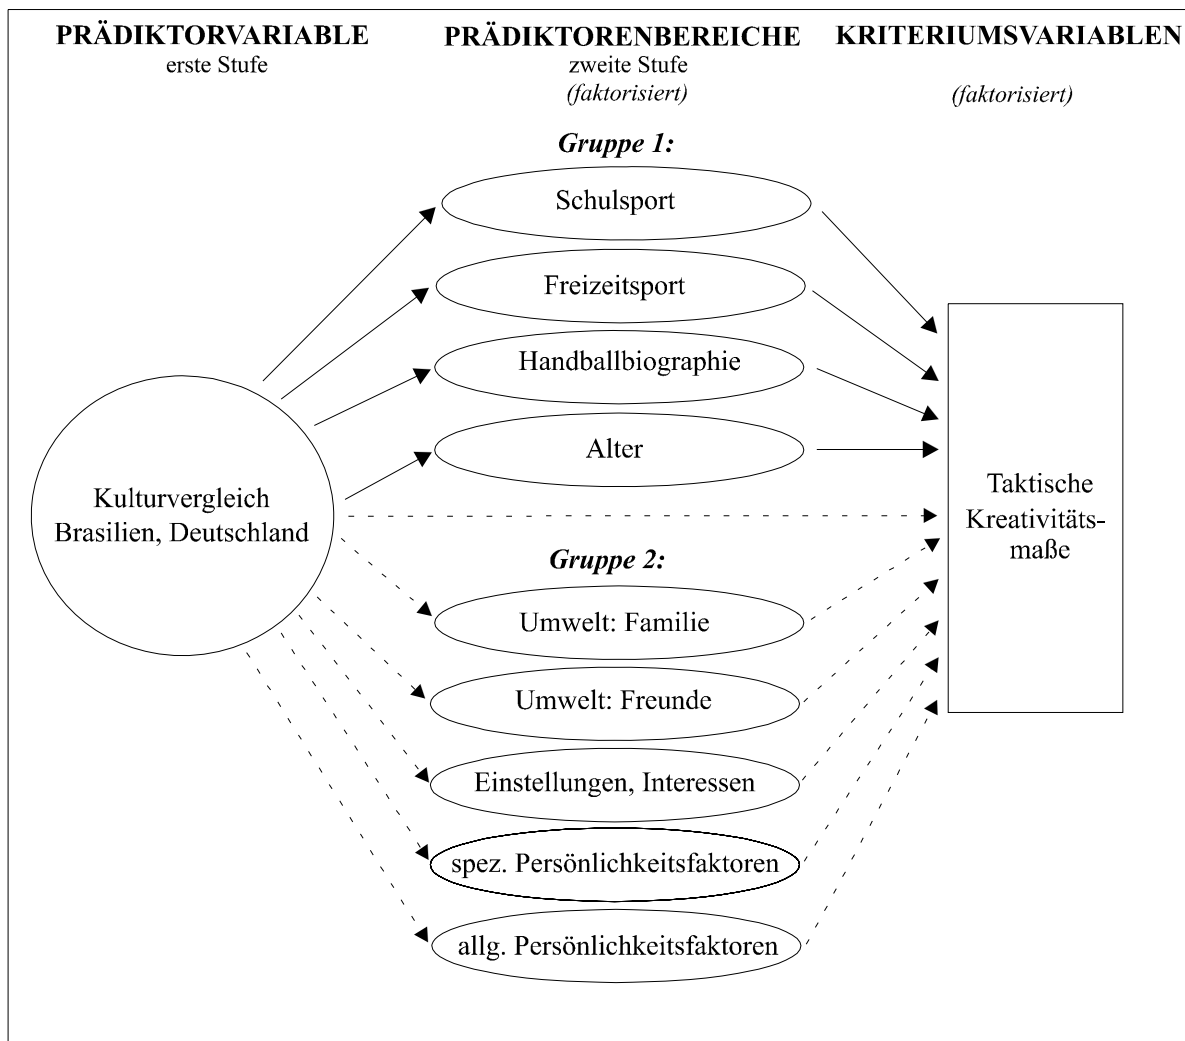 PRÄDIKTORVARIABLE
erste Stufe
PRÄDIKTORENBEREICHE
zweite Stufe
(faktorisiert)
KRITERIUMSVARIABLEN
(faktorisiert)
Gruppe 1:
Schulsport
Freizeitsport
Handballbiographie
Alter
Kulturvergleich
Brasilien, Deutschland
Taktische
Kreativitäts-
maße
Gruppe 2:
Umwelt: Familie
Umwelt: Freunde
Einstellungen, Interessen
spez. Persönlichkeitsfaktoren
allg. Persönlichkeitsfaktoren